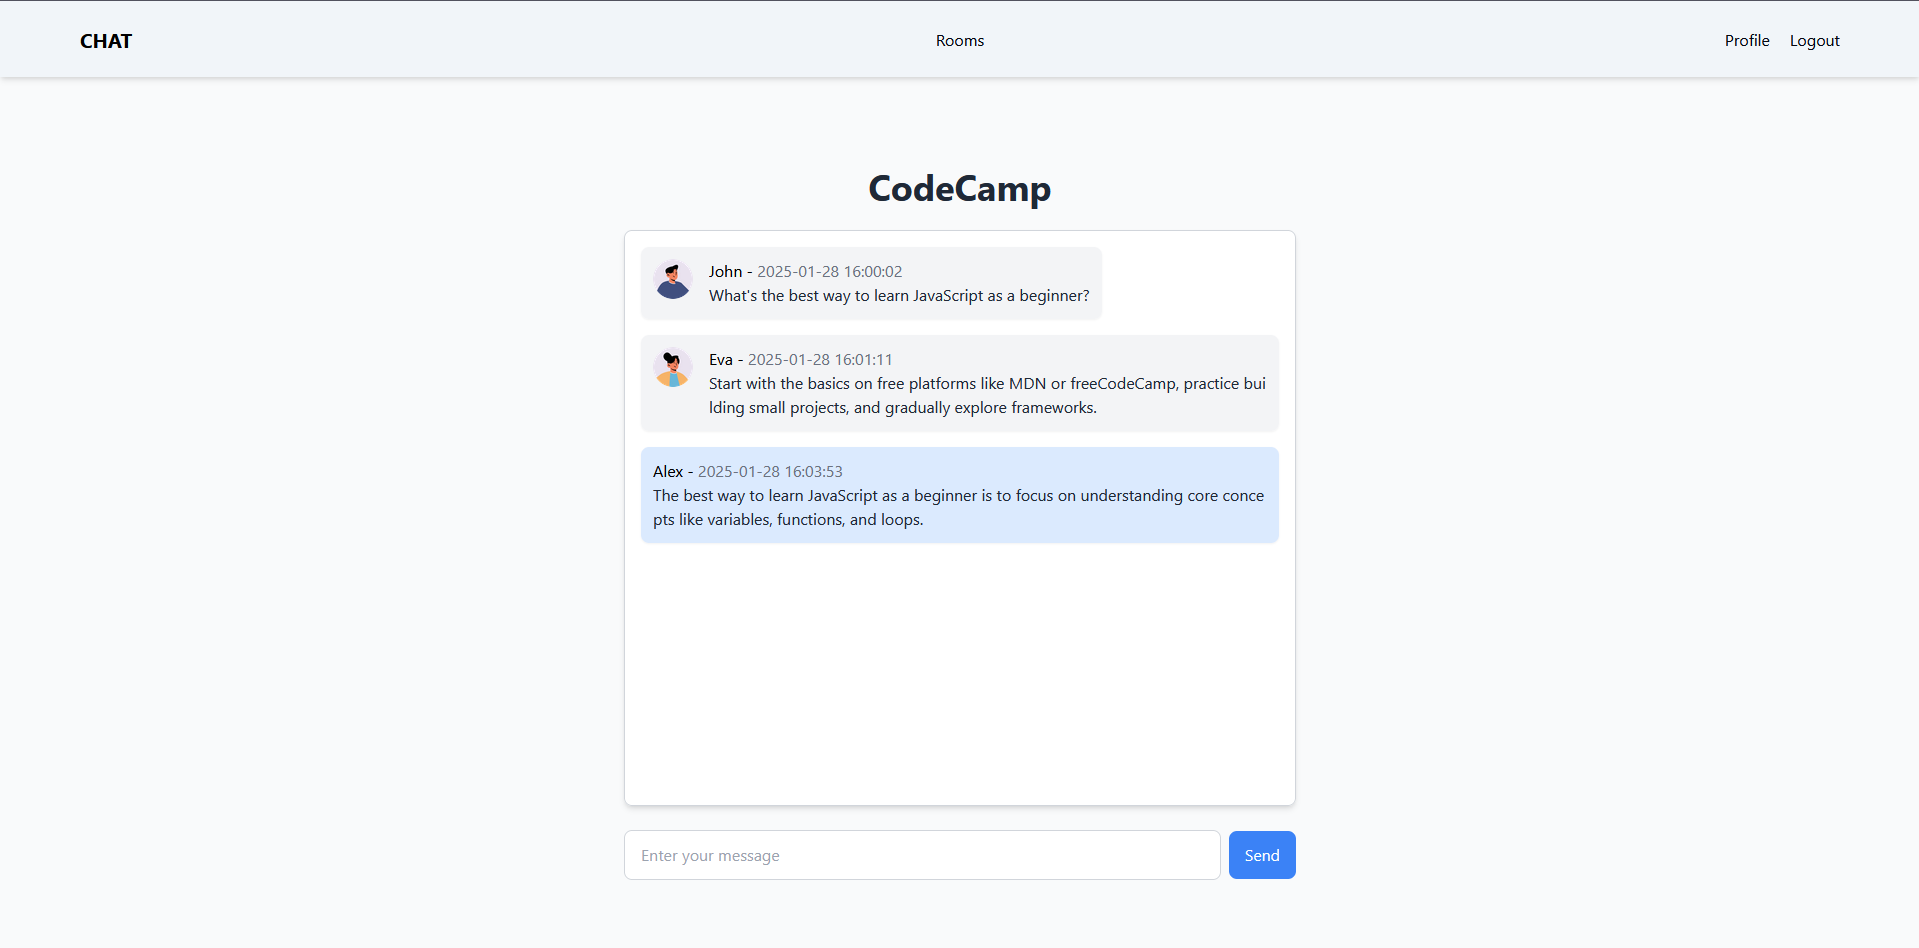 CHAT
Rooms
Profile Logout
CodeCamp
John - 2025-01-28 16:00:02
What's the best way to learn JavaScript as a beginner?
Eva - 2025-01-28 16:01:11
Start with the basics on free platforms like MDN or freeCodeCamp, practice bui
lding small projects, and gradually explore frameworks.
Alex - 2025-01-28 16:03:53
The best way to learn JavaScript as a beginner is to focus on understanding core conce
pts like variables, functions, and loops.
Enter your message
Send